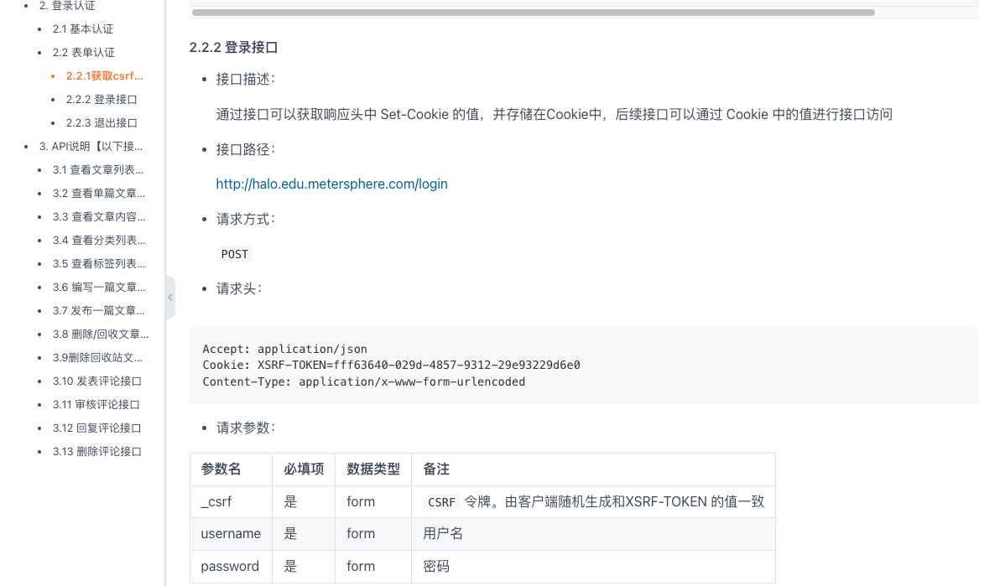 2. 登录认证
2.1 基本认证
2.2 表单认证
2.2.1获取csrf...
2.2.2 登录接口
2.2.3 退出接口
3. API说明【以下接...
3.1 查看文章列表...
3.2 查看单篇文章...
3.3 查看文章内容...
3.4 查看分类列表...
3.5 查看标签列表...
3.6 编写一篇文章...
3.7 发布一篇文章...
3.8 删除/回收文章...
3.9删除回收站文...
3.10 发表评论接口
3.11 审核评论接口
3.12 回复评论接口
3.13 删除评论接口
2.2.2 登录接口
接口描述：
通过接口可以获取响应头中 Set-Cookie 的值，并存储在Cookie中，后续接口可以通过 Cookie 中的值进行接口访问
接口路径：
http://halo.edu.metersphere.com/login
请求方式：
POST
请求头：
Accept: application/json
Cookie: XSRF-TOKEN=fff63640-029d-4857-9312-29e93229d6e0
Content-Type: application/x-www-form-urlencoded
请求参数：
参数名 必填项 数据类型 备注
_csrf 是 form CSRF 令牌。由客户端随机生成和XSRF-TOKEN 的值一致
username 是 form 用户名
password 是 form 密码